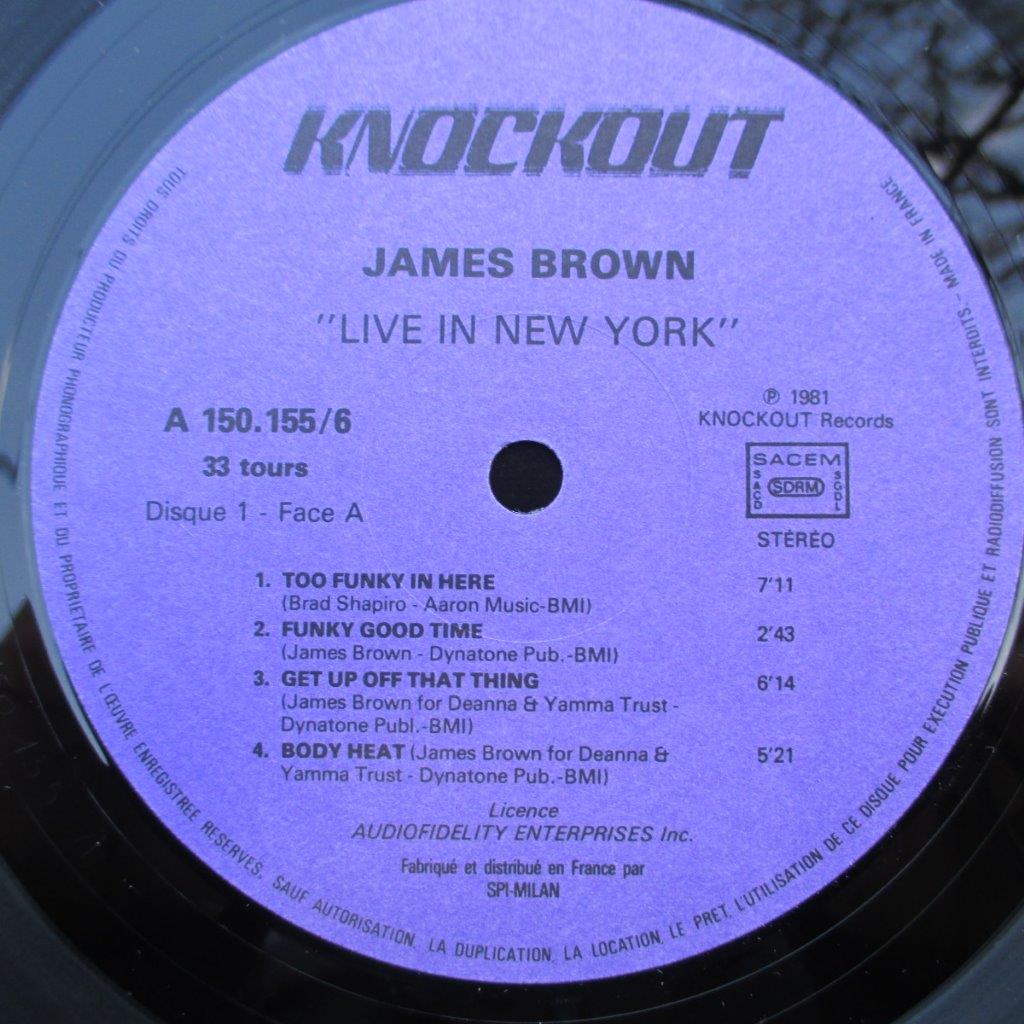 KNOCKOUT
JAMES BROWN
"LIVE IN NEW YORK"
A 150.155/6
33 tours
Disque 1 - Face A
℗ 1981
KNOCKOUT Records
SACEM
SACD
SDRM
SGDL
STÉRÉO
1. TOO FUNKY IN HERE 7'11
(Brad Shapiro - Aaron Music-BMI)
2. FUNKY GOOD TIME 2'43
(James Brown - Dynatone Pub.-BMI)
3. GET UP OFF THAT THING 6'14
(James Brown for Deanna & Yamma Trust -
Dynatone Publ.-BMI)
4. BODY HEAT (James Brown for Deanna & 5'21
Yamma Trust - Dynatone Pub.-BMI)
Licence
AUDIOFIDELITY ENTERPRISES Inc.
Fabriqué et distribué en France par
SPI-MILAN
TOUS DROITS DU PRODUCTEUR PHONOGRAPHIQUE ET DU PROPRIETAIRE DE L'ŒUVRE ENREGISTREE RESERVES. SAUF AUTORISATION, LA DUPLICATION, LA LOCATION, LE PRET, L'UTILISATION DE CE DISQUE POUR EXECUTION PUBLIQUE ET RADIODIFFUSION SONT INTERDITS. - MADE IN FRANCE